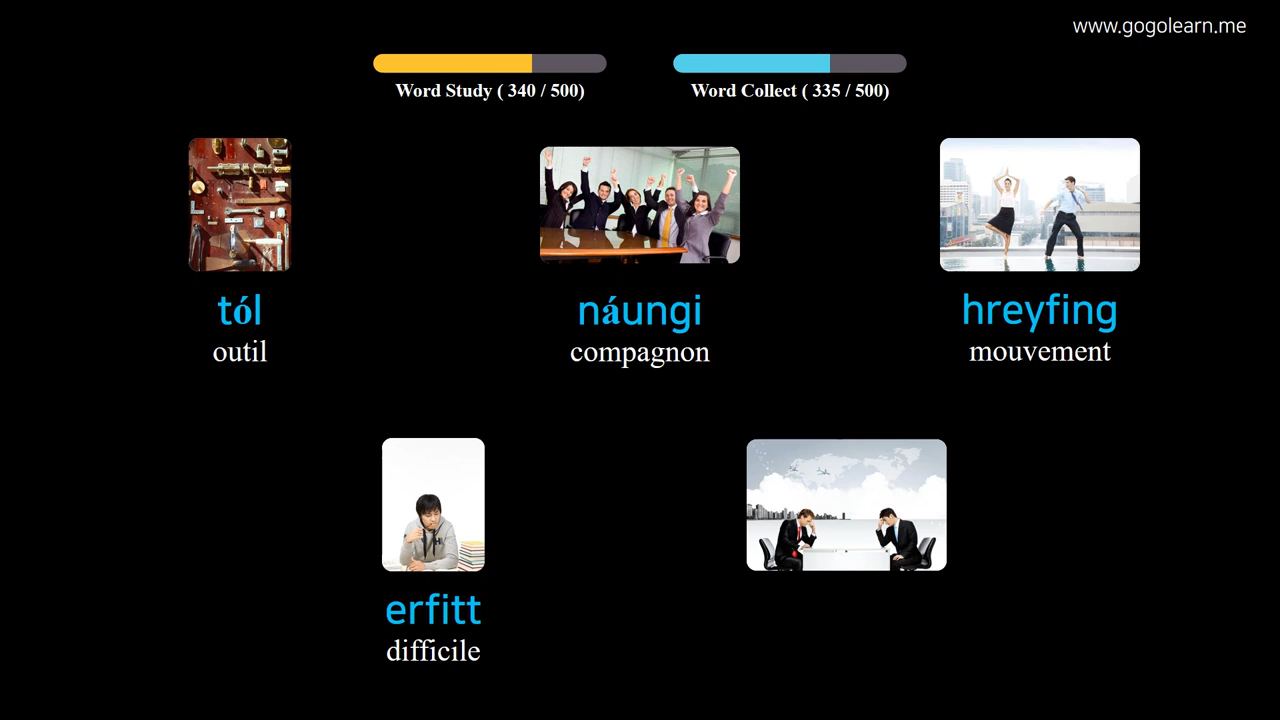 www.gogolearn.me
Word Study ( 340 / 500)
Word Collect ( 335 / 500)
tól
outil
náungi
compagnon
hreyfing
mouvement
erfitt
difficile